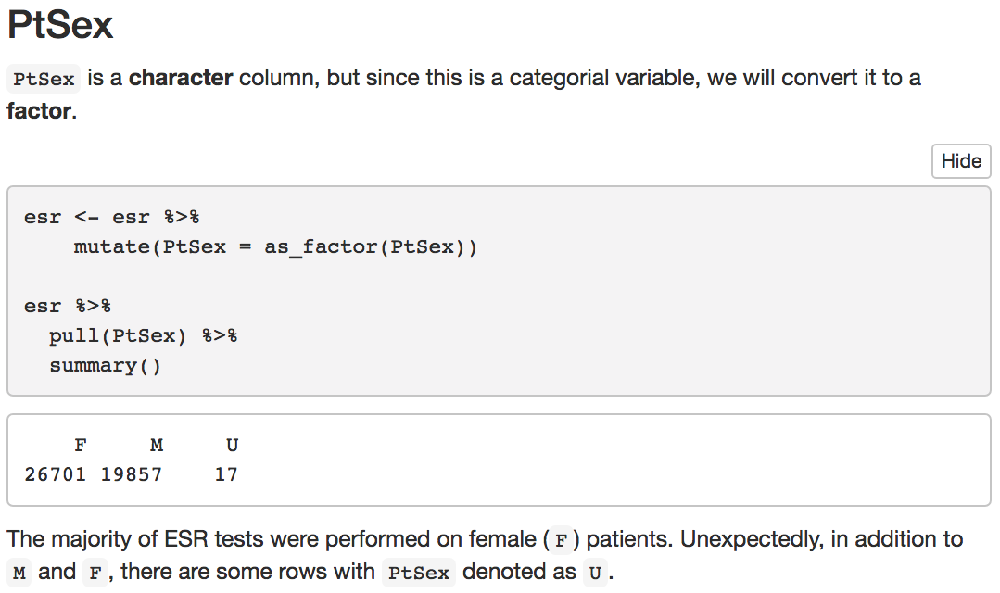 PtSex
PtSex is a character column, but since this is a categorial variable, we will convert it to a
factor.
Hide
esr <- esr %>%
    mutate(PtSex = as_factor(PtSex))
esr %>%
  pull(PtSex) %>%
  summary()
    F     M     U
26701 19857    17
The majority of ESR tests were performed on female (F) patients. Unexpectedly, in addition to
M and F, there are some rows with PtSex denoted as U.